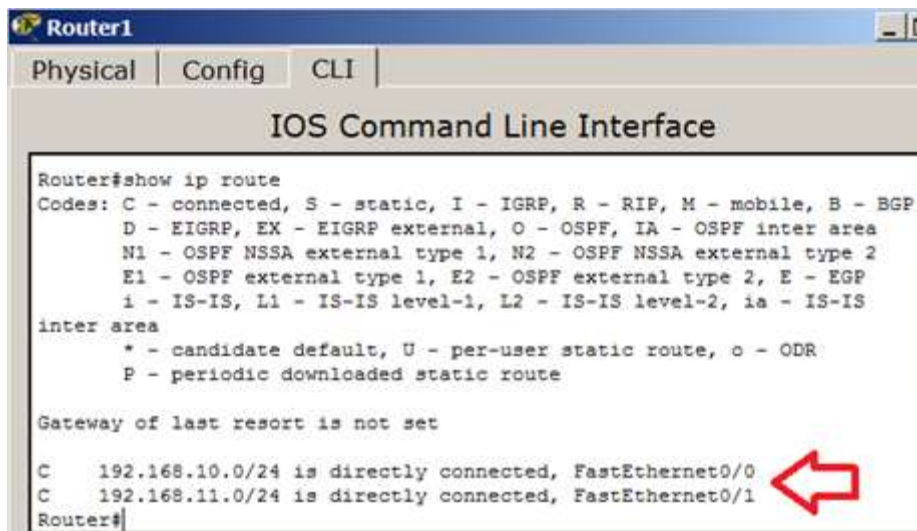 Router1
Physical Config CLI
IOS Command Line Interface
Router#show ip route
Codes: C - connected, S - static, I - IGRP, R - RIP, M - mobile, B - BGP
D - EIGRP, EX - EIGRP external, O - OSPF, IA - OSPF inter area
N1 - OSPF NSSA external type 1, N2 - OSPF NSSA external type 2
E1 - OSPF external type 1, E2 - OSPF external type 2, E - EGP
i - IS-IS, L1 - IS-IS level-1, L2 - IS-IS level-2, ia - IS-IS
inter area
* - candidate default, U - per-user static route, o - ODR
P - periodic downloaded static route
Gateway of last resort is not set
C 192.168.10.0/24 is directly connected, FastEthernet0/0
C 192.168.11.0/24 is directly connected, FastEthernet0/1
Router#